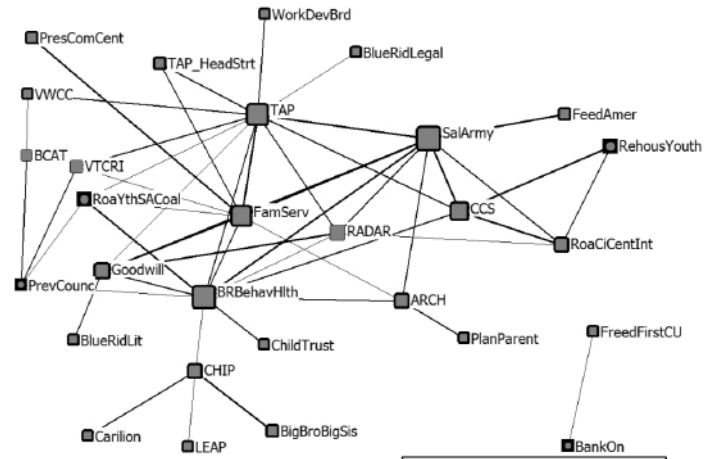 WorkDevBrd
PresComCent
BlueRidLegal
TAP_HeadStrt
VWCC
TAP
FeedAmer
SalArmy
RehousYouth
BCAT
VTCRI
RoaYthSACoal
FamServ
CCS
RADAR
RoaCiCentInt
Goodwill
PrevCounc
BRBehavHlth
ARCH
BlueRidLit
ChildTrust
PlanParent
FreedFirstCU
CHIP
Carilion
BigBroBigSis
LEAP
BankOn